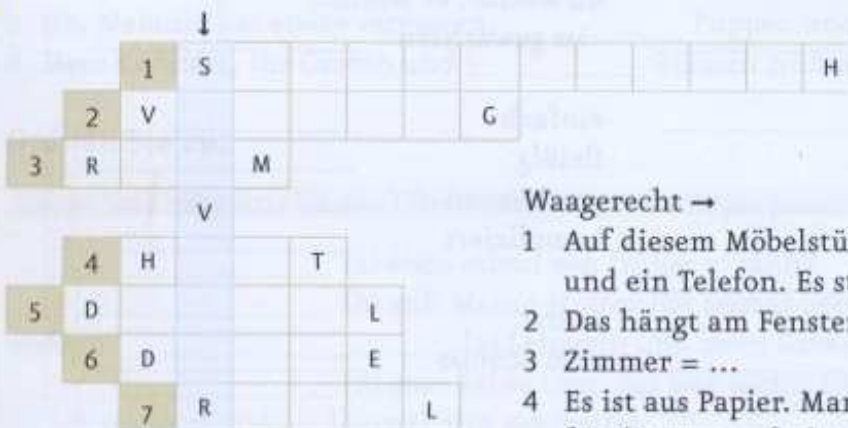 ↓
1 S H
2 V G
3 R M
V
4 H T
5 D L
6 D E
7 R L
Waagerecht →
1 Auf diesem Möbelstü
und ein Telefon. Es st
2 Das hängt am Fenster
3 Zimmer = ...
4 Es ist aus Papier. Man